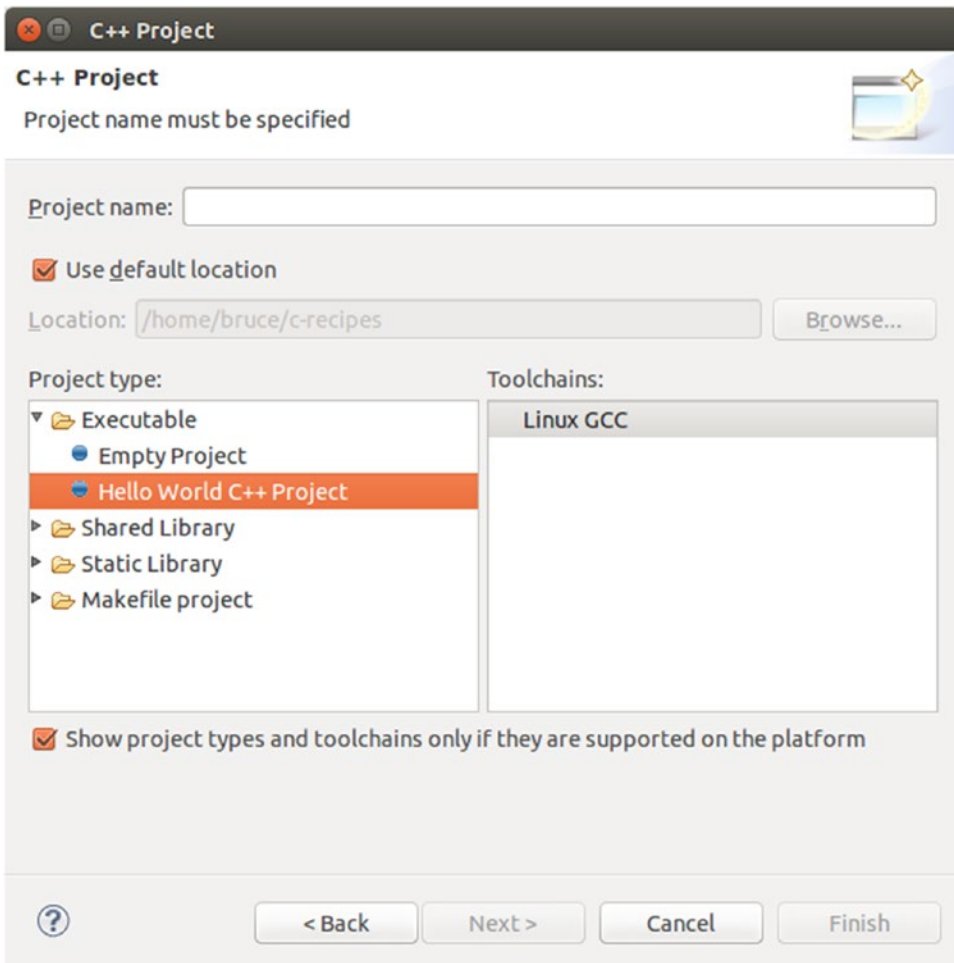 C++ Project
C++ Project
Project name must be specified
Project name:
Use default location
Location: /home/bruce/c-recipes Browse...
Project type: Toolchains:
Executable Linux GCC
Empty Project
Hello World C++ Project
Shared Library
Static Library
Makefile project
Show project types and toolchains only if they are supported on the platform
? < Back Next > Cancel Finish